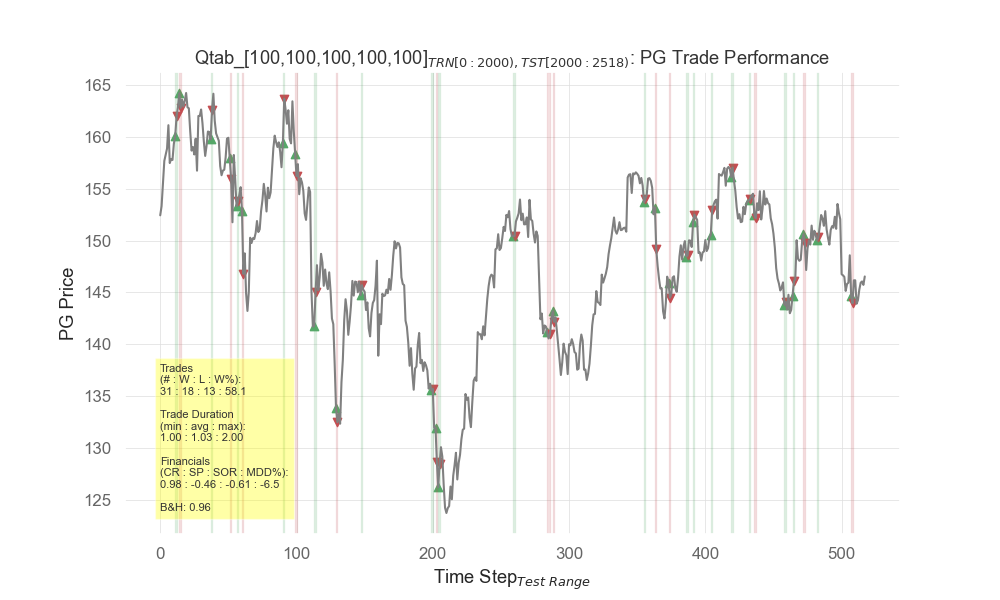 Qtab_[100,100,100,100,100]TRN[0 : 2000), TST[2000 : 2518) : PG Trade Performance
165
160
155
150
145
140
135
130
125
PG Price
Trades
(# : W : L : W%):
31 : 18 : 13 : 58.1
Trade Duration
(min : avg : max):
1.00 : 1.03 : 2.00
Financials
(CR : SP : SOR : MDD%):
0.98 : -0.46 : -0.61 : -6.5
B&H: 0.96
0 100 200 300 400 500
Time StepTest Range